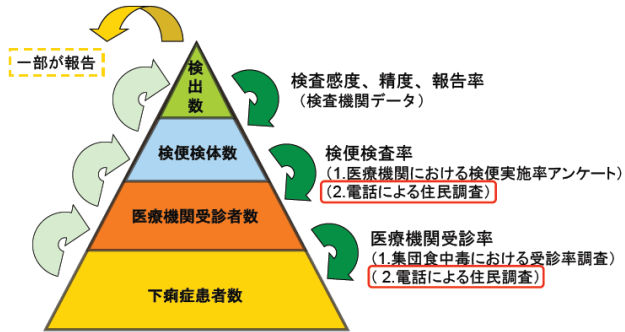 一部が報告
検出数
検査感度、精度、報告率
（検査機関データ）
検便検体数
検便検査率
（1.医療機関における検便実施率アンケート）
（2.電話による住民調査）
医療機関受診者数
医療機関受診率
（1.集団食中毒における受診率調査）
（2.電話による住民調査）
下痢症患者数